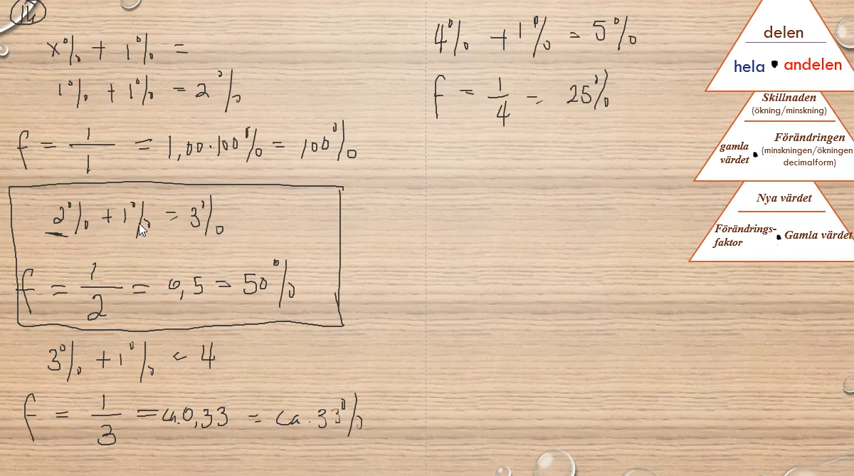 14
x% + 1% =
1% + 1% = 2%
f = 1/1 = 1,00·100% = 100%
2% + 1% = 3%
f = 1/2 = 0,5 = 50%
3% + 1% = 4
f = 1/3 = ca.0,33 = ca.33%
4% + 1% = 5%
f = 1/4 = 25%
delen
hela • andelen
Skillnaden
(ökning/minskning)
gamla värdet • Förändringen
(minskningen/ökningen
decimalform)
Nya värdet
Förändrings-
faktor • Gamla värdet